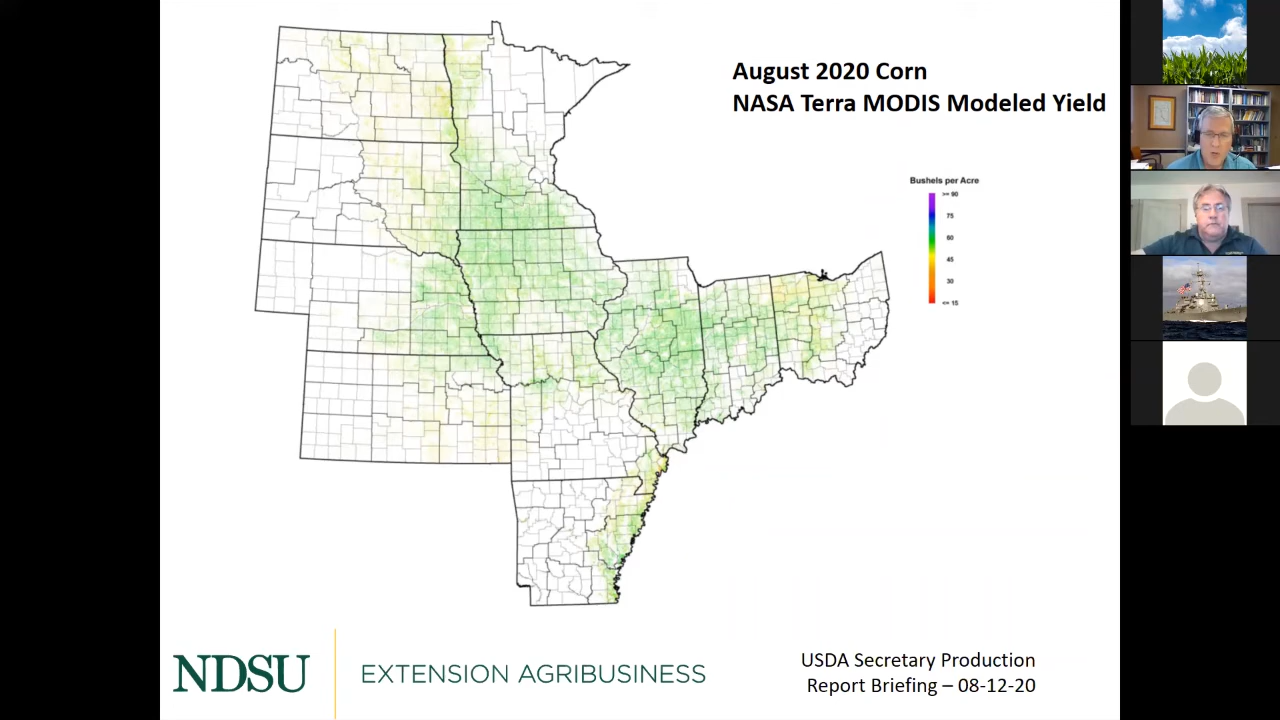 August 2020 Corn
NASA Terra MODIS Modeled Yield
Bushels per Acre
>= 90
75
60
45
30
<= 15
NDSU
EXTENSION AGRIBUSINESS
USDA Secretary Production
Report Briefing – 08-12-20